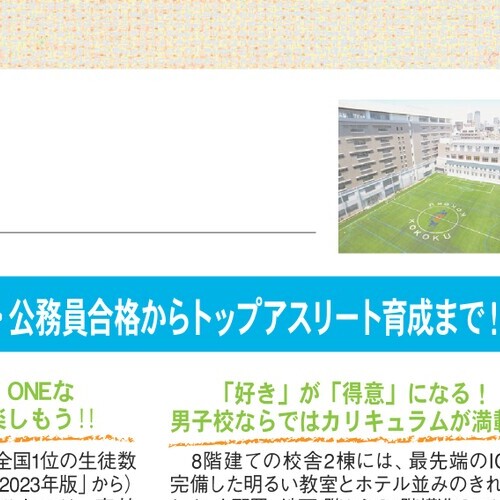 YOKOKU
・公務員合格からトップアスリート育成まで!
ONEな
楽しもう!!
「好き」が「得意」になる!
男子校ならではカリキュラムが満載
全国1位の生徒数
2023年版」から)
8階建ての校舎2棟には、最先端のIC
完備した明るい教室とホテル並みのきれ